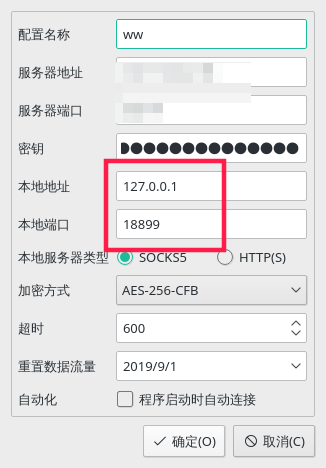 配置名称 ww
服务器地址
服务器端口
密钥 ●●●●●●●●●●●●●●
本地地址 127.0.0.1
本地端口 18899
本地服务器类型 SOCKS5 HTTP(S)
加密方式 AES-256-CFB
超时 600
重置数据流量 2019/9/1
自动化 程序启动时自动连接
确定(O) 取消(C)